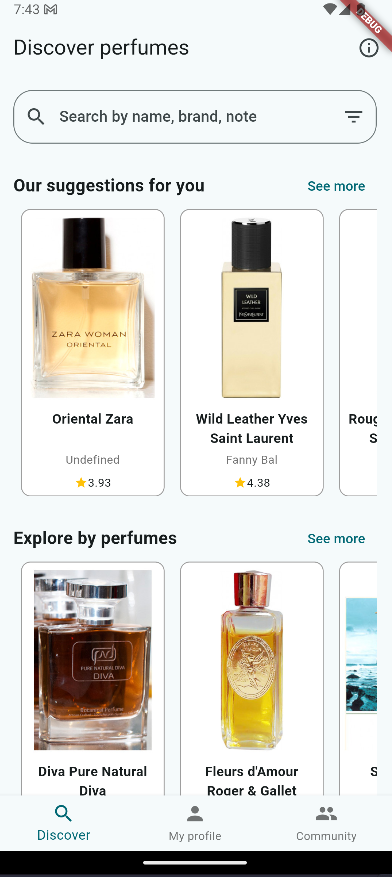 7:43
DEBUG
Discover perfumes
Search by name, brand, note
Our suggestions for you
See more
ZARA WOMAN
ORIENTAL
WILD
LEATHER
YVESSAINTLAURENT
Oriental Zara
Wild Leather Yves
Saint Laurent
Roug
S
Undefined
Fanny Bal
3.93
4.38
Explore by perfumes
See more
PURE NATURAL DIVA
DIVA
Diva Pure Natural
Diva
Fleurs d'Amour
Roger & Gallet
S
Discover
My profile
Community